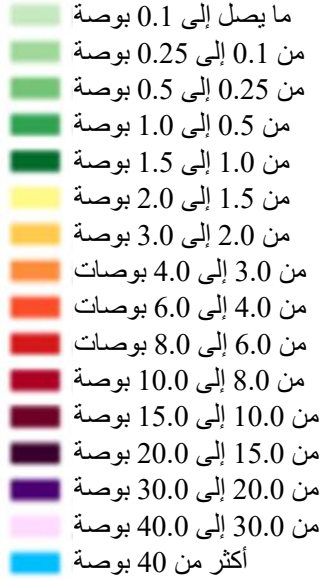 ما يصل إلى 0.1 بوصة
من 0.1 إلى 0.25 بوصة
من 0.25 إلى 0.5 بوصة
من 0.5 إلى 1.0 بوصة
من 1.0 إلى 1.5 بوصة
من 1.5 إلى 2.0 بوصة
من 2.0 إلى 3.0 بوصة
من 3.0 إلى 4.0 بوصات
من 4.0 إلى 6.0 بوصات
من 6.0 إلى 8.0 بوصات
من 8.0 إلى 10.0 بوصة
من 10.0 إلى 15.0 بوصة
من 15.0 إلى 20.0 بوصة
من 20.0 إلى 30.0 بوصة
من 30.0 إلى 40.0 بوصة
أكثر من 40 بوصة